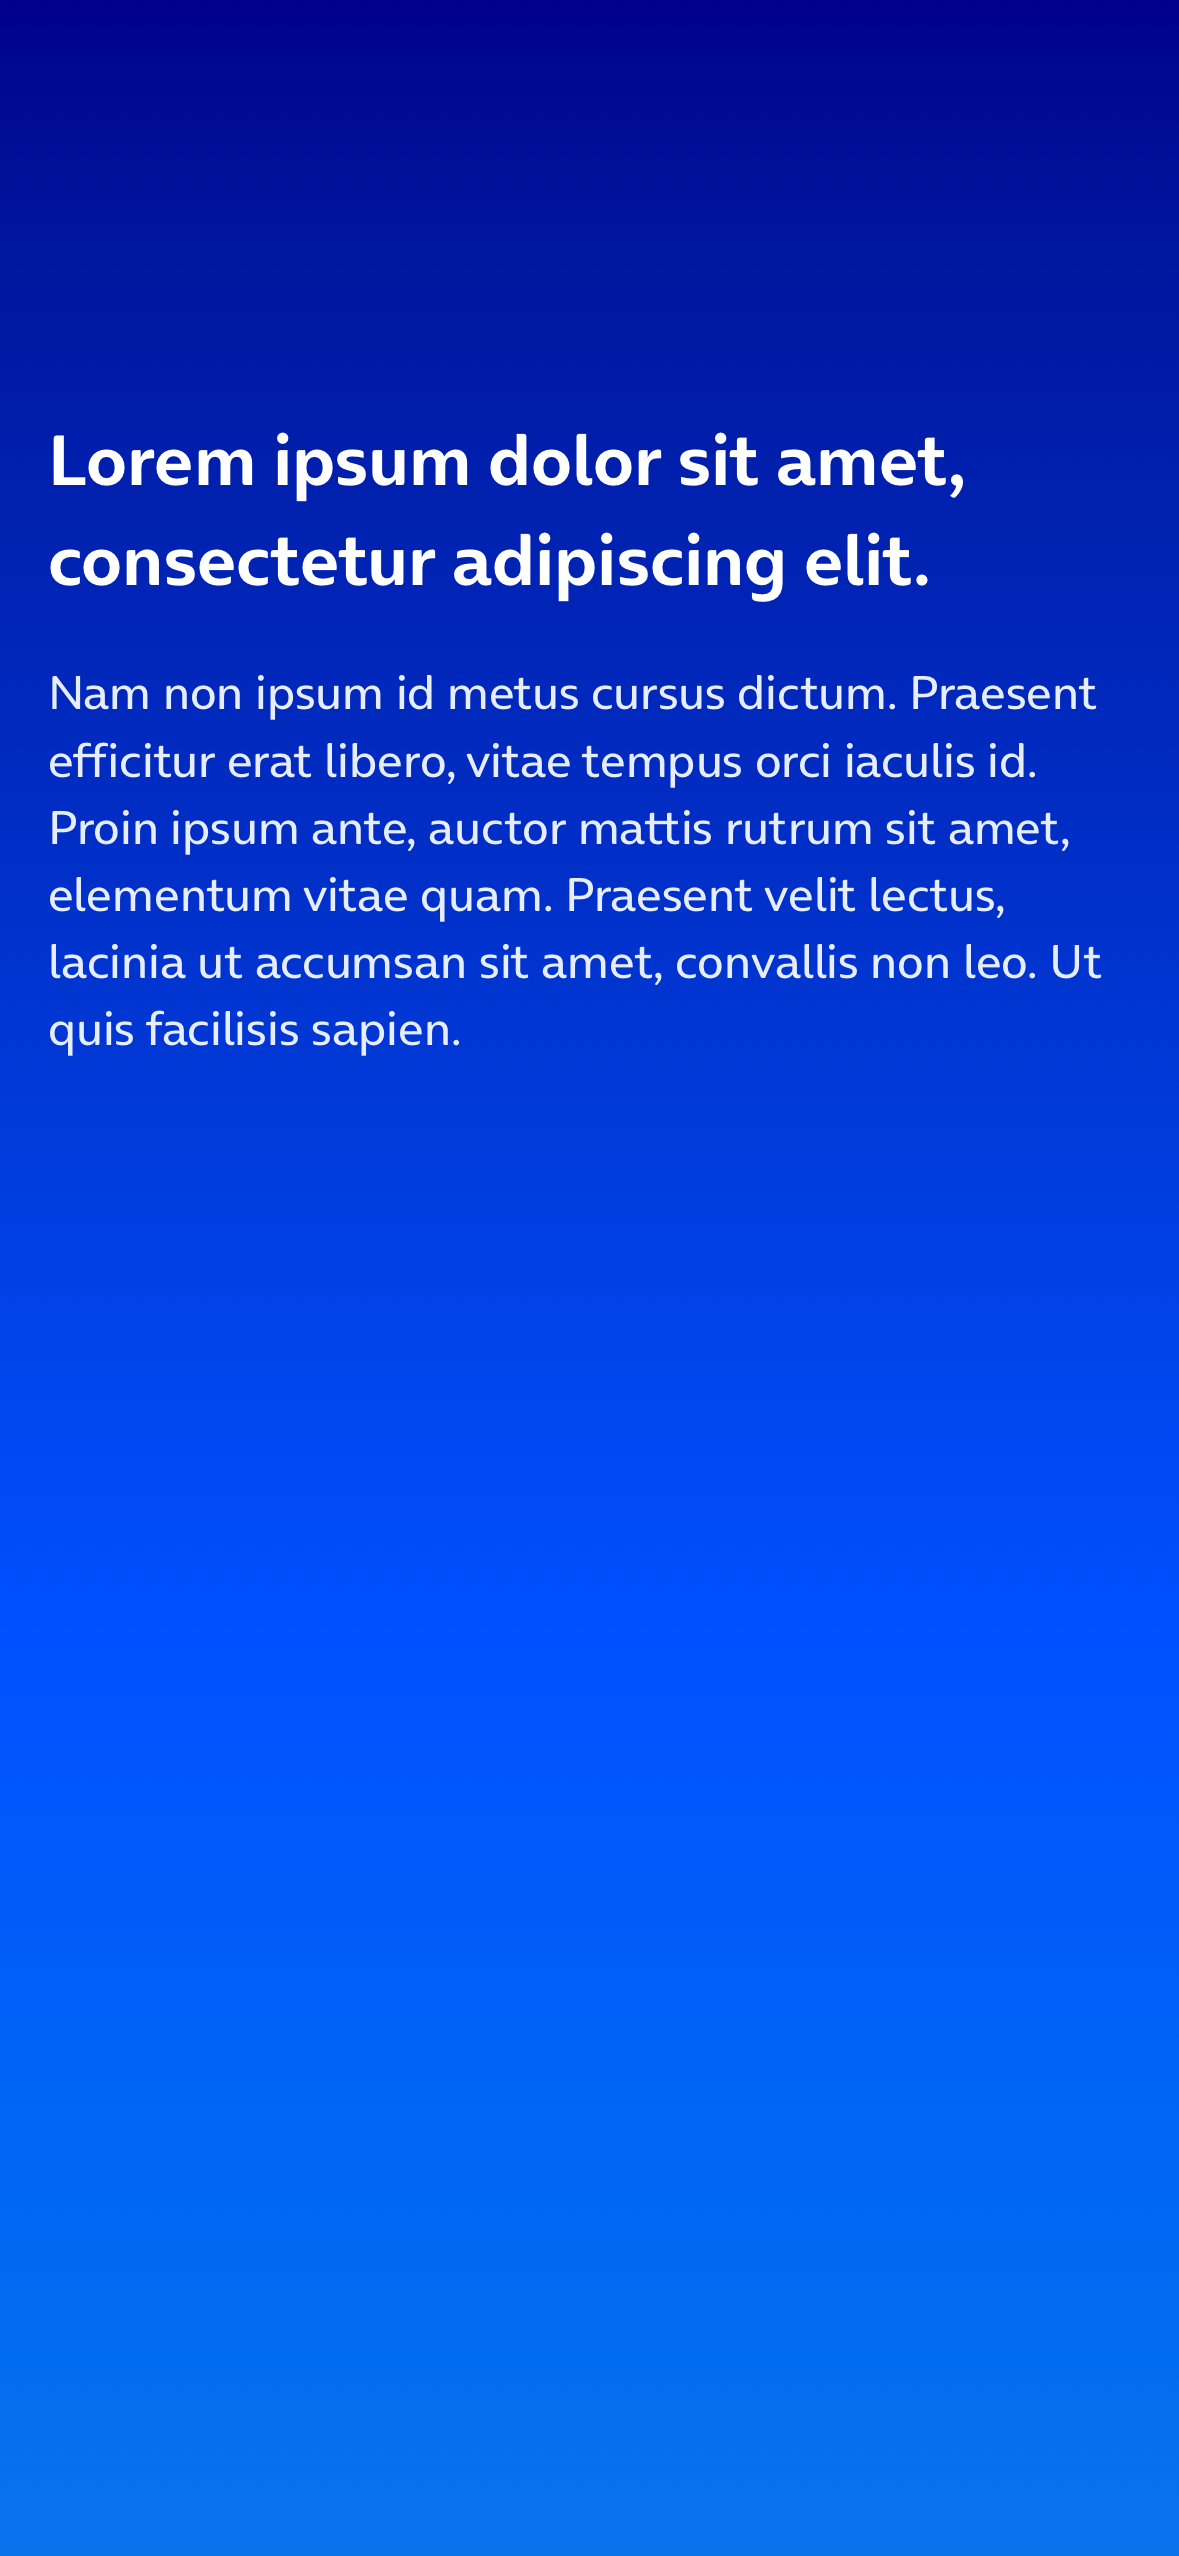 Lorem ipsum dolor sit amet,
consectetur adipiscing elit.
Nam non ipsum id metus cursus dictum. Praesent
efficitur erat libero, vitae tempus orci iaculis id.
Proin ipsum ante, auctor mattis rutrum sit amet,
elementum vitae quam. Praesent velit lectus,
lacinia ut accumsan sit amet, convallis non leo. Ut
quis facilisis sapien.